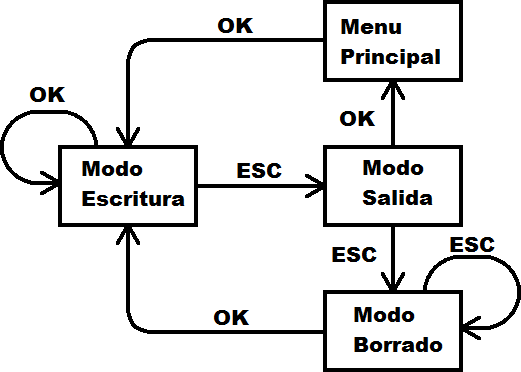 OK
Menu
Principal
OK
OK
Modo
Escritura
ESC
Modo
Salida
ESC
ESC
OK
Modo
Borrado